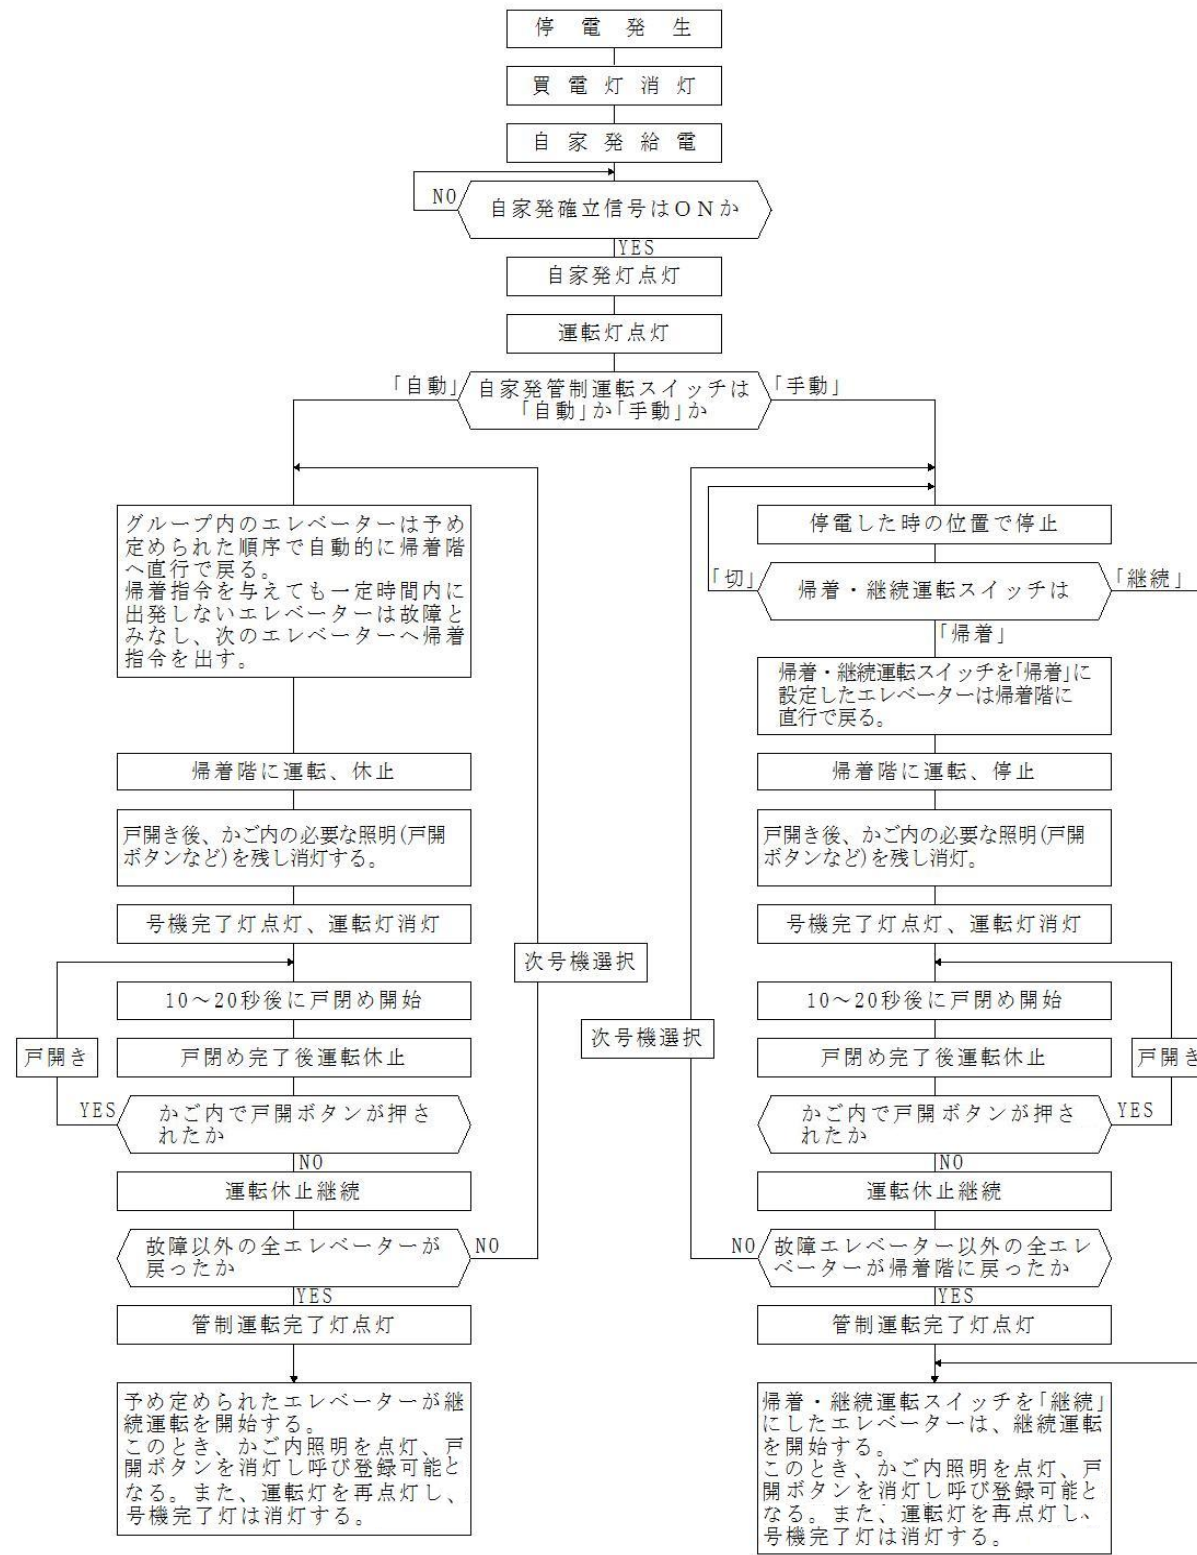 停電発生
買電灯消灯
自家発給電
NO
自家発確立信号はONか
YES
自家発灯点灯
運転灯点灯
「自動」
自家発管制運転スイッチは
「自動」か「手動」か
「手動」
グループ内のエレベーターは予め
定められた順序で自動的に帰着階
へ直行で戻る。
帰着指令を与えても一定時間内に
出発しないエレベーターは故障と
みなし、次のエレベーターへ帰着
指令を出す。
帰着階に運転、休止
戸開き後、かご内の必要な照明(戸開
ボタンなど)を残し消灯する。
号機完了灯点灯、運転灯消灯
次号機選択
10～20秒後に戸閉め開始
戸開き
戸閉め完了後運転休止
YES
かご内で戸開ボタンが押さ
れたか
NO
運転休止継続
故障以外の全エレベーターが
戻ったか
NO
YES
管制運転完了灯点灯
予め定められたエレベーターが継
続運転を開始する。
このとき、かご内照明を点灯、戸
開ボタンを消灯し呼び登録可能と
なる。また、運転灯を再点灯し、
号機完了灯は消灯する。
停電した時の位置で停止
「切」
帰着・継続運転スイッチは
「継続」
「帰着」
帰着・継続運転スイッチを「帰着」に
設定したエレベーターは帰着階に
直行で戻る。
帰着階に運転、停止
戸開き後、かご内の必要な照明(戸開
ボタンなど)を残し消灯。
号機完了灯点灯、運転灯消灯
10～20秒後に戸閉め開始
次号機選択
戸閉め完了後運転休止
戸開き
かご内で戸開ボタンが押さ
れたか
YES
NO
運転休止継続
NO
故障エレベーター以外の全エレ
ベーターが帰着階に戻ったか
YES
管制運転完了灯点灯
帰着・継続運転スイッチを「継続」
にしたエレベーターは、継続運転
を開始する。
このとき、かご内照明を点灯、戸
開ボタンを消灯し呼び登録可能と
なる。また、運転灯を再点灯し、
号機完了灯は消灯する。